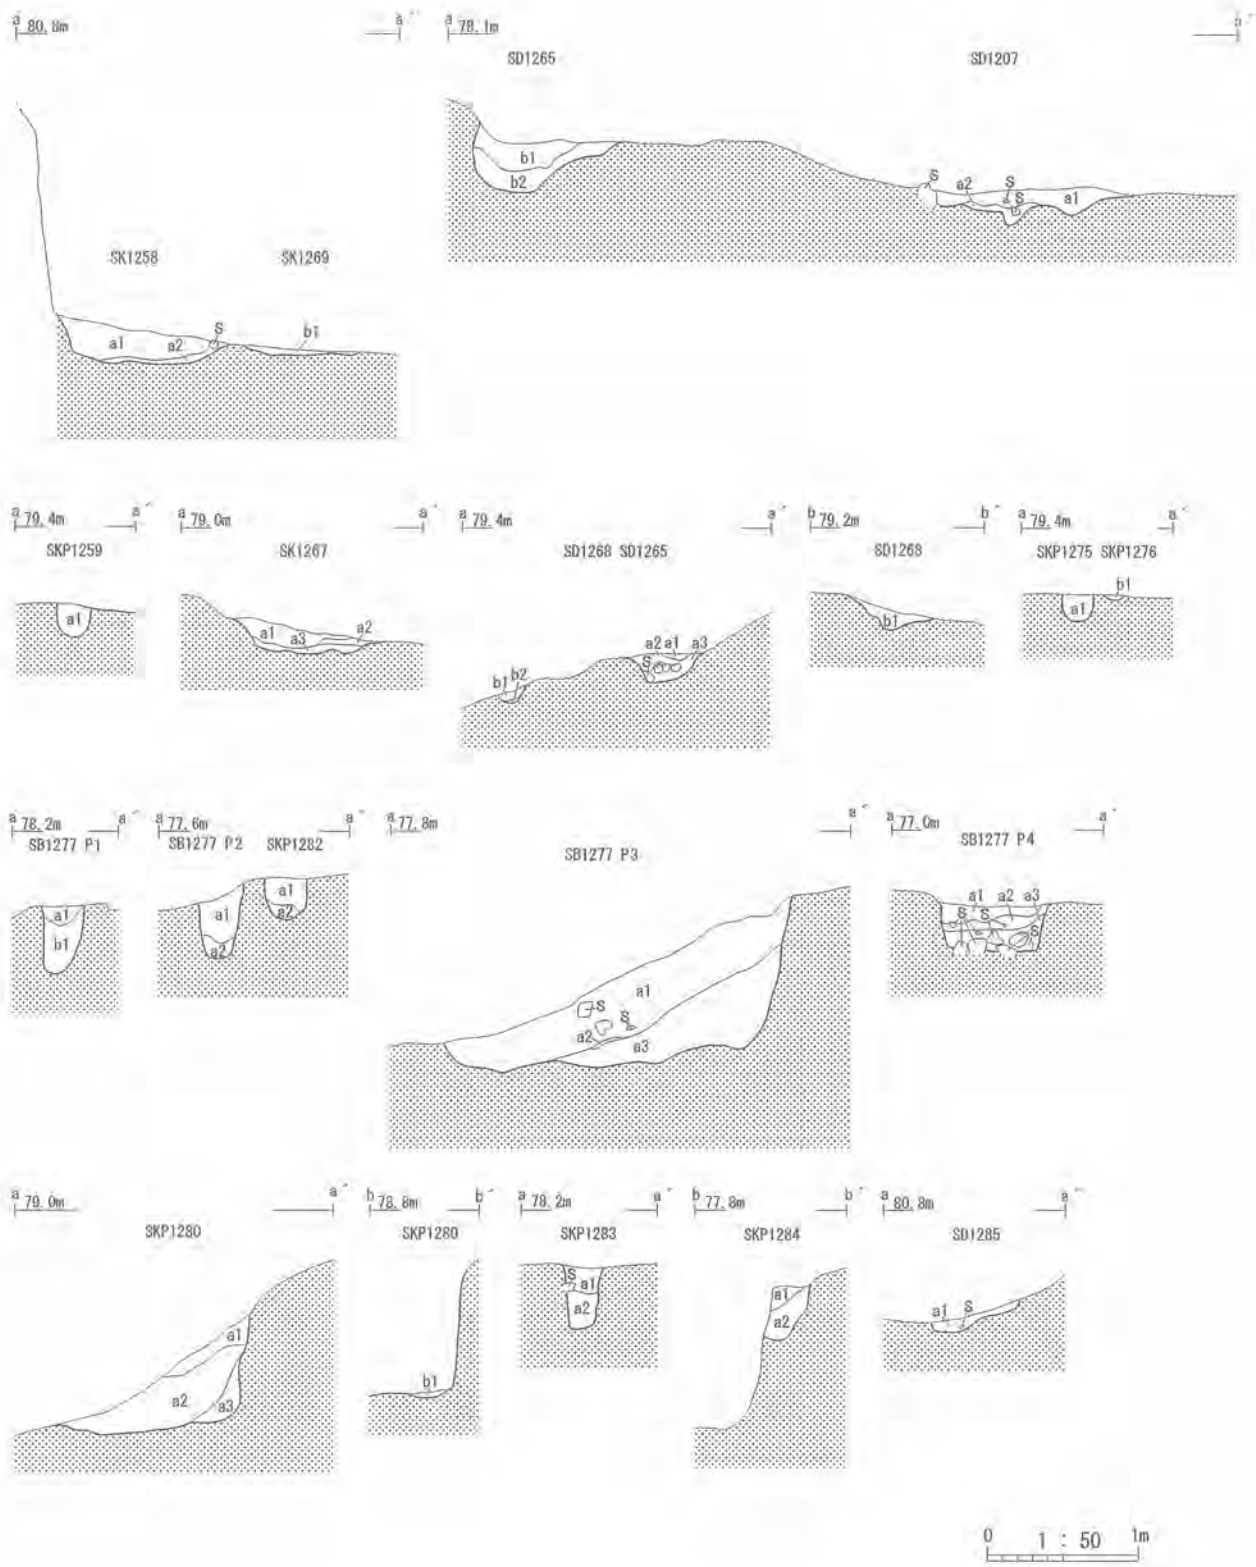 a 80.8m a´
SK1258 SK1269
a1 a2 S b1
a 78.1m a´
SD1265 SD1207
b1
b2
S a2 S S a1
a 79.4m a´
SKP1259
a1
a 79.0m a´
SK1267
a1 a3 a2
a 79.4m a´
SD1268 SD1265
b1 b2 S a2 a1 a3
b 79.2m b´
SD1268
b1
a 79.4m a´
SKP1275 SKP1276
a1 b1
a 78.2m a´
SB1277 P1
a1
b1
a 77.6m a´
SB1277 P2 SKP1282
a1 a1
a2 a2
a 77.8m a´
SB1277 P3
a1
S S
a2 a3
a 77.0m a´
SB1277 P4
a1 a2 a3
S S S
a 79.0m a´
SKP1280
a1
a2 a3
b 78.8m b´
SKP1280
b1
a 78.2m a´
SKP1283
S a1
a2
b 77.8m b´
SKP1284
a1
a2
a 80.8m a´
SD1285
a1 S
0 1 : 50 1m